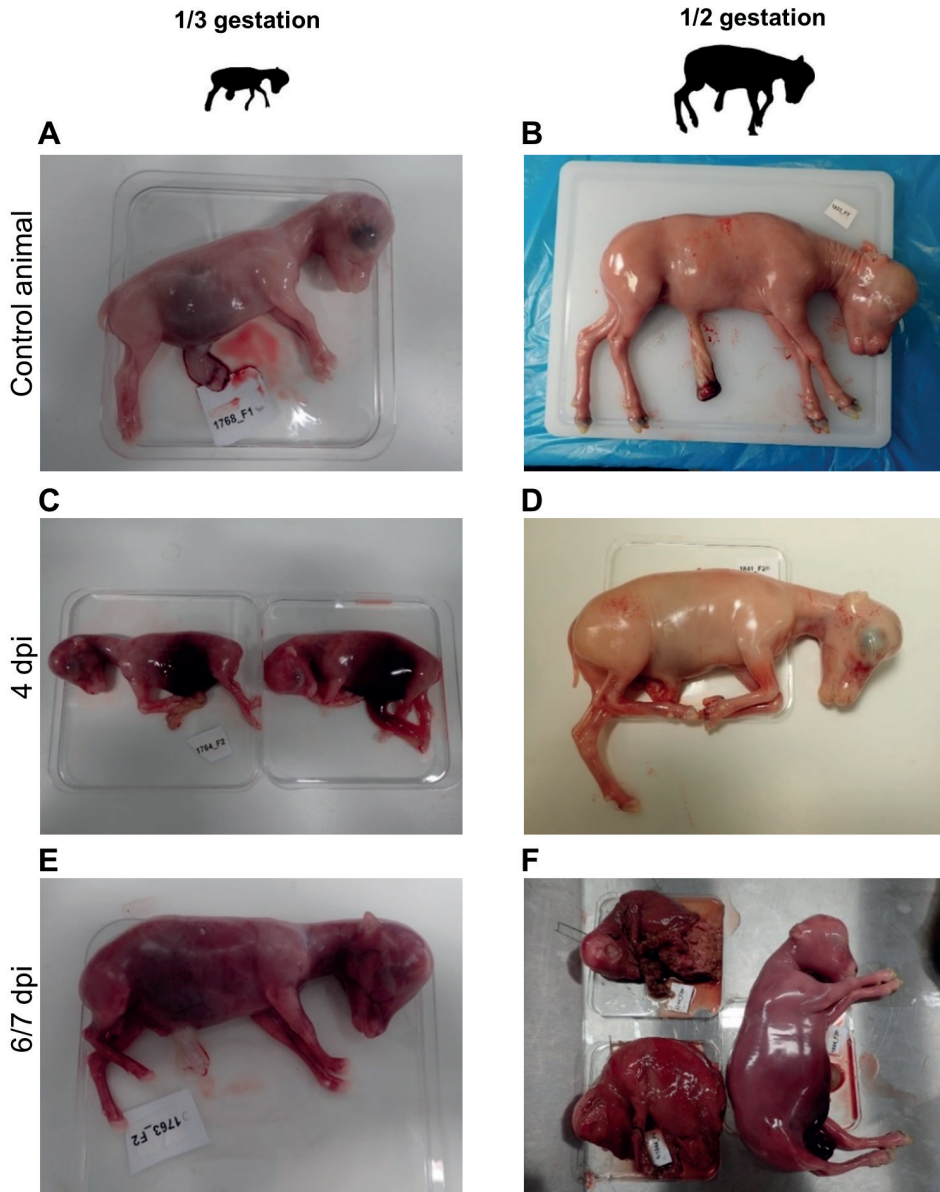 1/3 gestation
1/2 gestation
A
B
Control animal
1768_F1
C
D
4 dpi
1764_F2
E
F
6/7 dpi
1763_F2